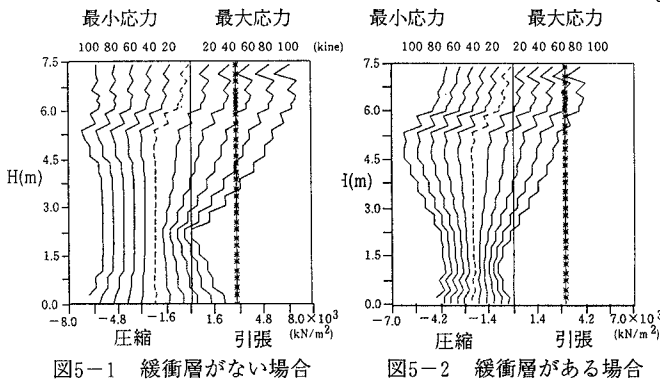 最小応力 最大応力
100 80 60 40 20 20 40 60 80 100 (kine)
7.5
6.0
4.5
H(m)
3.0
1.5
0.0
-8.0 -4.8 -1.6 1.6 4.8 8.0×10³
(kN/m²)
圧縮 引張
図5-1 緩衝層がない場合
最小応力 最大応力
100 80 60 40 20 20 40 60 80 100
7.5
6.0
4.5
H(m)
3.0
1.5
0.0
-7.0 -4.2 -1.4 1.4 4.2 7.0×10³
(kN/m²)
圧縮 引張
図5-2 緩衝層がある場合